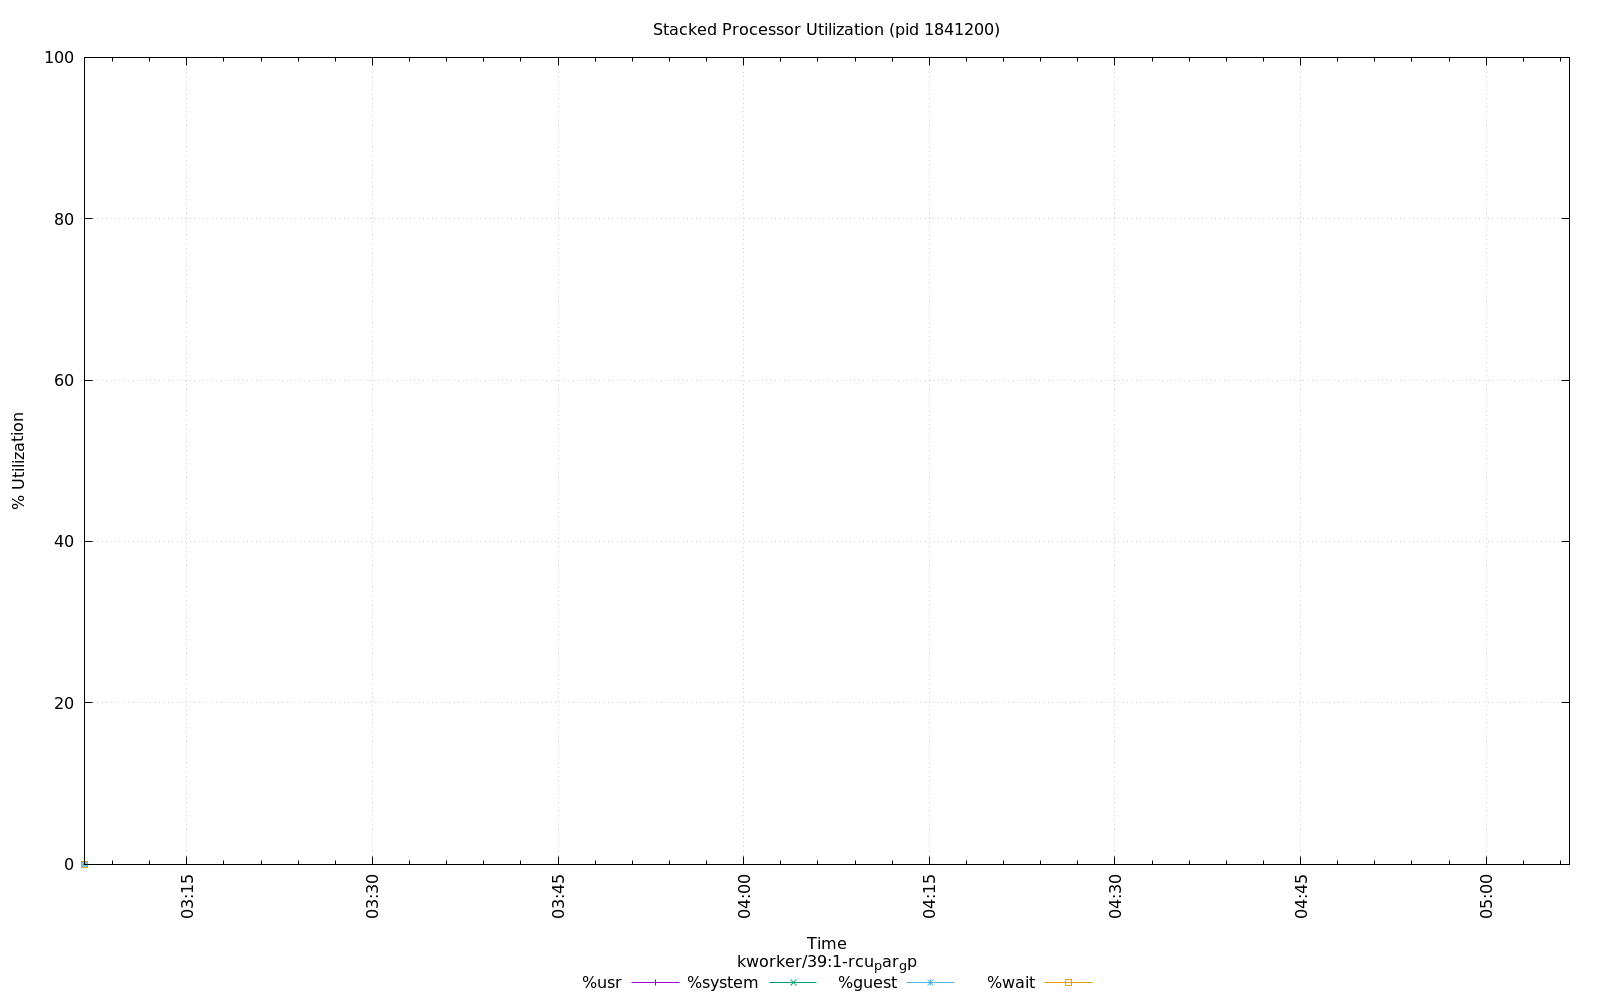 Stacked Processor Utilization (pid 1841200)
100
80
60
40
20
0
% Utilization
03:15 03:30 03:45 04:00 04:15 04:30 04:45 05:00
Time
kworker/39:1-rcupargp
%usr %system %guest %wait